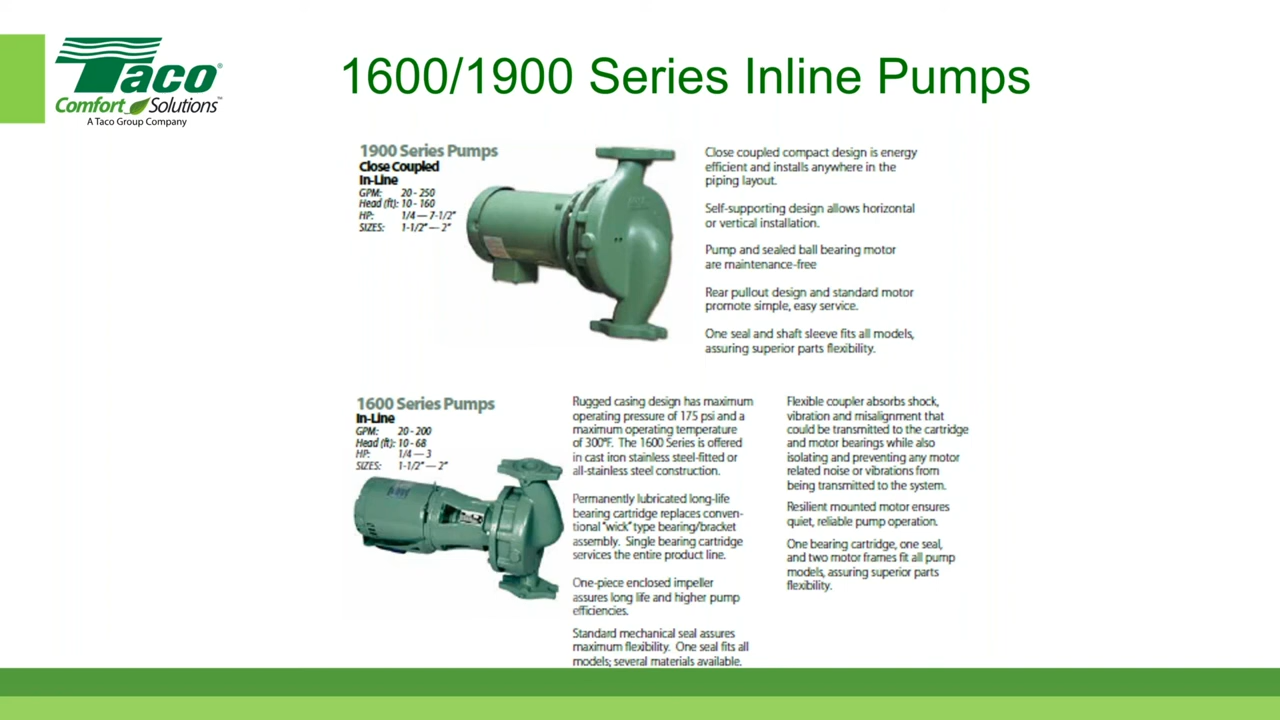 Taco®
Comfort Solutions™
A Taco Group Company
1600/1900 Series Inline Pumps
1900 Series Pumps
Close Coupled
In-Line
GPM: 20 - 250
Head (ft): 10 - 160
HP: 1/4 — 7-1/2"
SIZES: 1-1/2" — 2"
Close coupled compact design is energy
efficient and installs anywhere in the
piping layout.
Self-supporting design allows horizontal
or vertical installation.
Pump and sealed ball bearing motor
are maintenance-free
Rear pullout design and standard motor
promote simple, easy service.
One seal and shaft sleeve fits all models,
assuring superior parts flexibility.
1600 Series Pumps
In-Line
GPM: 20 - 200
Head (ft): 10 - 68
HP: 1/4 — 3
SIZES: 1-1/2" — 2"
Rugged casing design has maximum
operating pressure of 175 psi and a
maximum operating temperature
of 300°F. The 1600 Series is offered
in cast iron stainless steel-fitted or
all-stainless steel construction.
Permanently lubricated long-life
bearing cartridge replaces conven-
tional "wick" type bearing/bracket
assembly. Single bearing cartridge
services the entire product line.
One-piece enclosed impeller
assures long life and higher pump
efficiencies.
Standard mechanical seal assures
maximum flexibility. One seal fits all
models; several materials available.
Flexible coupler absorbs shock,
vibration and misalignment that
could be transmitted to the cartridge
and motor bearings while also
isolating and preventing any motor
related noise or vibrations from
being transmitted to the system.
Resilient mounted motor ensures
quiet, reliable pump operation.
One bearing cartridge, one seal,
and two motor frames fit all pump
models, assuring superior parts
flexibility.